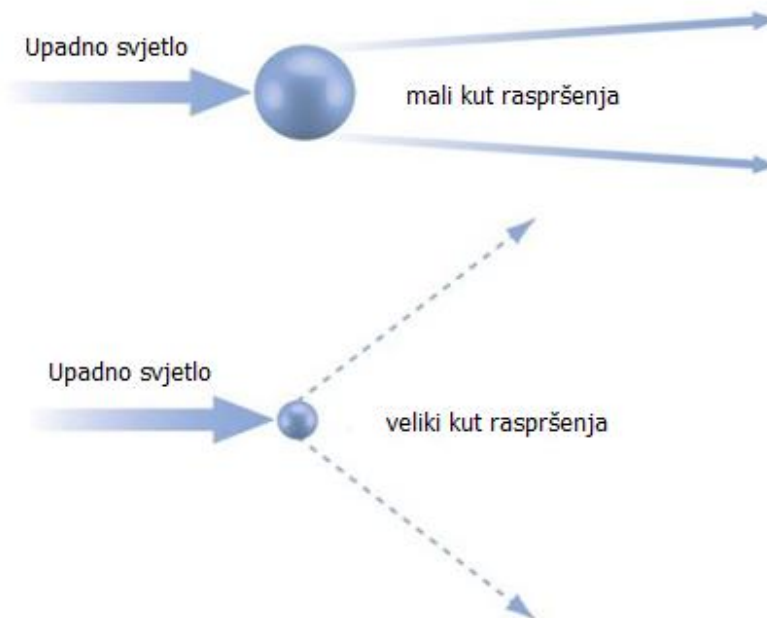 Upadno svjetlo
mali kut raspršenja
Upadno svjetlo
veliki kut raspršenja